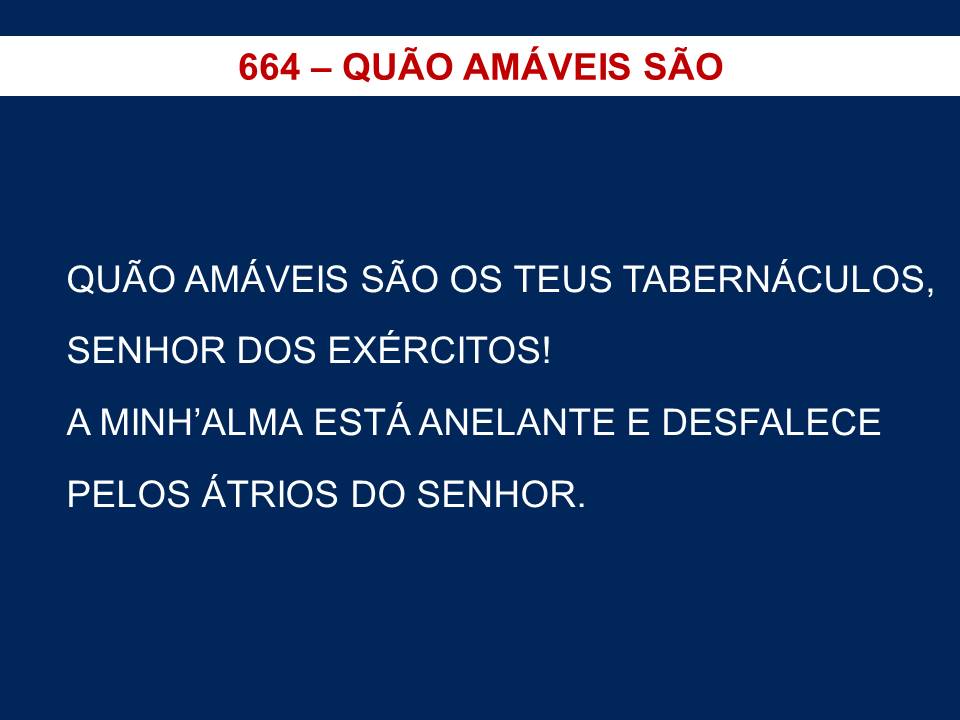 664 – QUÃO AMÁVEIS SÃO
QUÃO AMÁVEIS SÃO OS TEUS TABERNÁCULOS,
SENHOR DOS EXÉRCITOS!
A MINH’ALMA ESTÁ ANELANTE E DESFALECE
PELOS ÁTRIOS DO SENHOR.